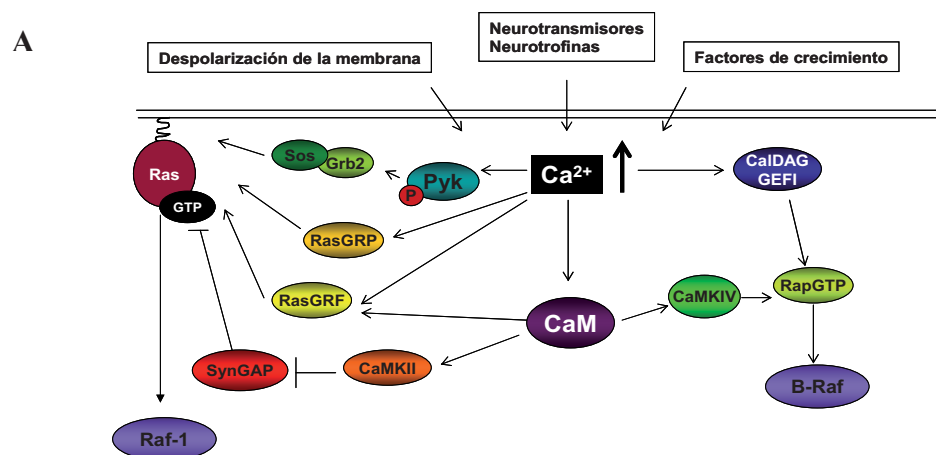 A
Neurotransmisores
Neurotrofinas
Despolarización de la membrana
Factores de crecimiento
Sos
Grb2
Ras
GTP
P
Pyk
Ca²⁺
CalDAG
GEFI
RasGRP
RasGRF
CaM
CaMKIV
RapGTP
SynGAP
CaMKII
B-Raf
Raf-1